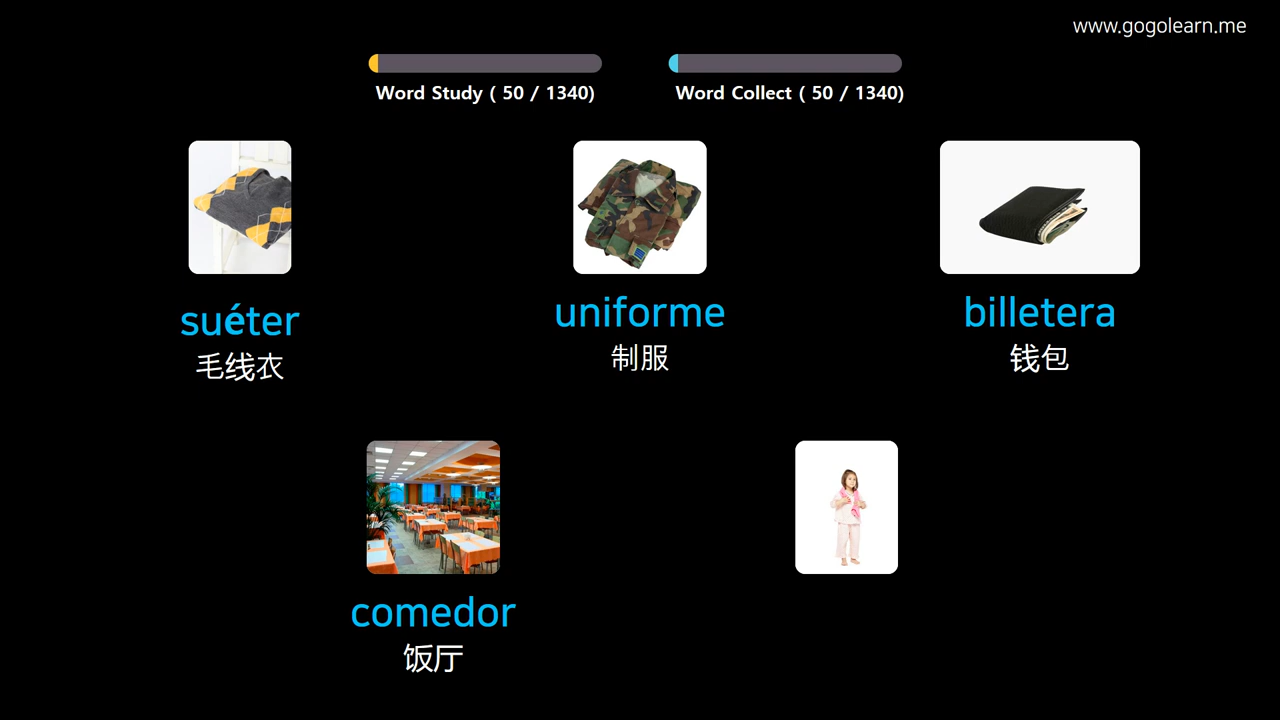 www.gogolearn.me
Word Study ( 50 / 1340)
Word Collect ( 50 / 1340)
suéter
毛线衣
uniforme
制服
billetera
钱包
comedor
饭厅